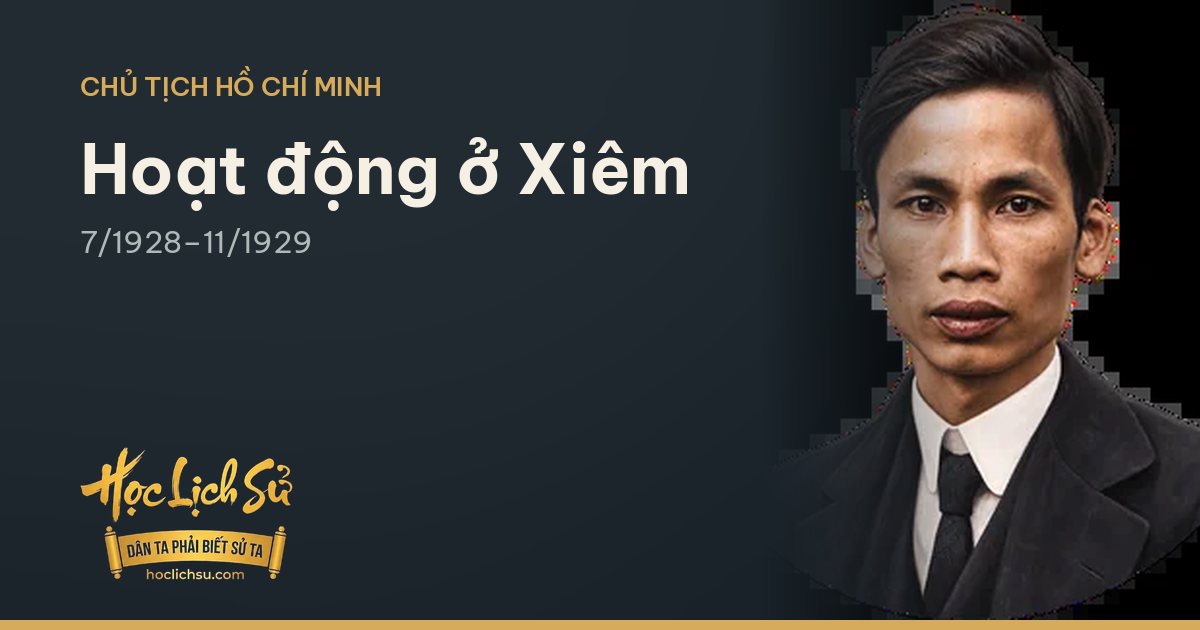 CHỦ TỊCH HỒ CHÍ MINH
Hoạt động ở Xiêm
7/1928–11/1929
Học Lịch Sử
DÂN TA PHẢI BIẾT SỬ TA
hoclichsu.com